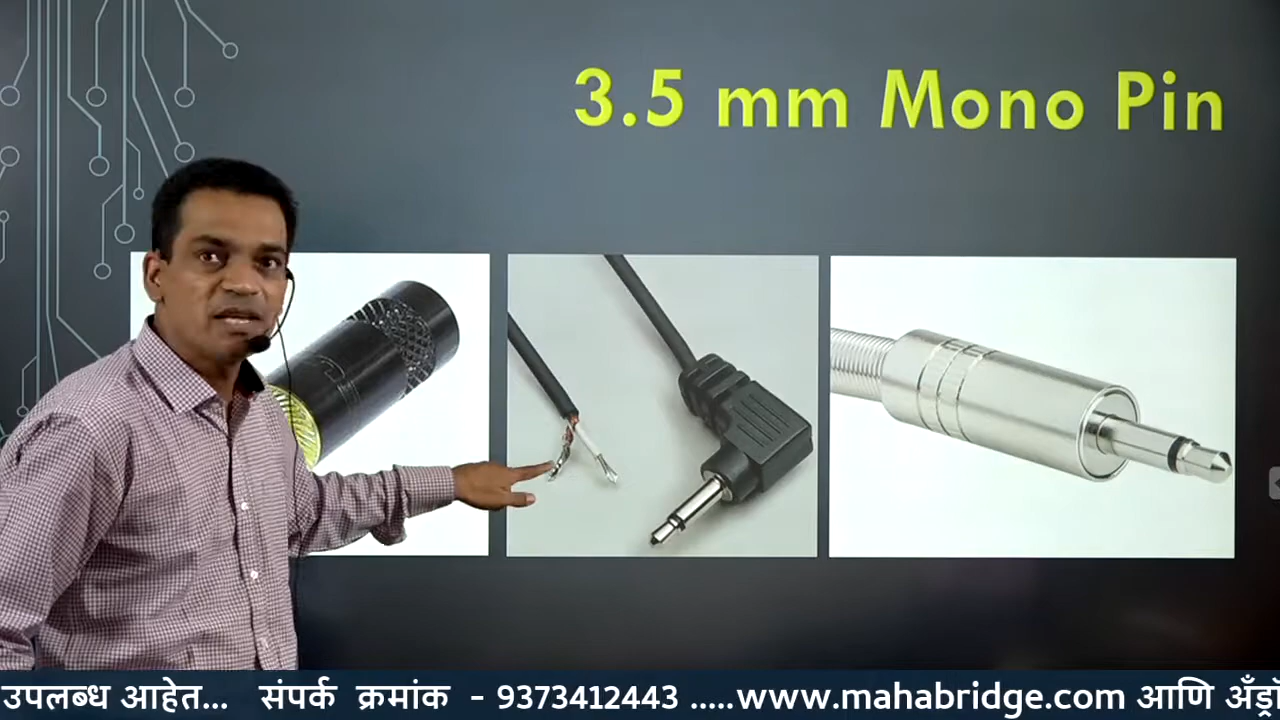 3.5 mm Mono Pin
उपलब्ध आहेत... संपर्क क्रमांक - 9373412443 .....www.mahabridge.com आणि